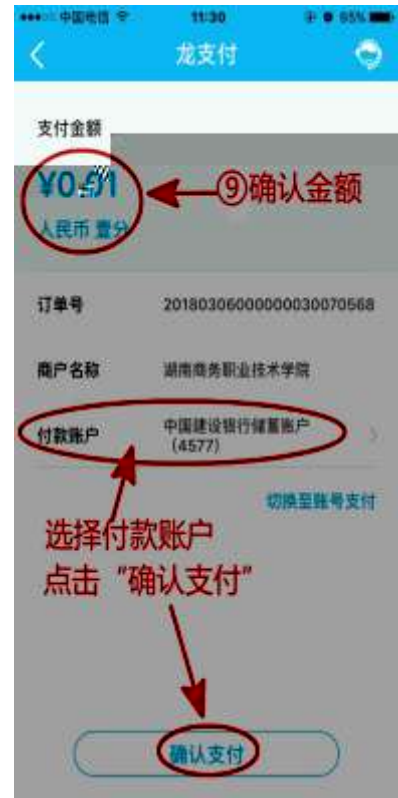 中国电信 11:30 95%
龙支付
支付金额
¥0.01
⑨确认金额
人民币 壹分
订单号 20180306000000030070568
商户名称 湖南商务职业技术学院
付款账户 中国建设银行储蓄账户
(4577)
切换至账号支付
选择付款账户
点击“确认支付”
确认支付